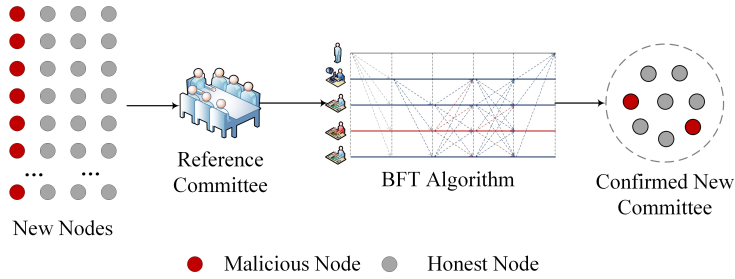 ... ...
New Nodes
Reference
Committee
BFT Algorithm
Confirmed New
Committee
Malicious Node
Honest Node